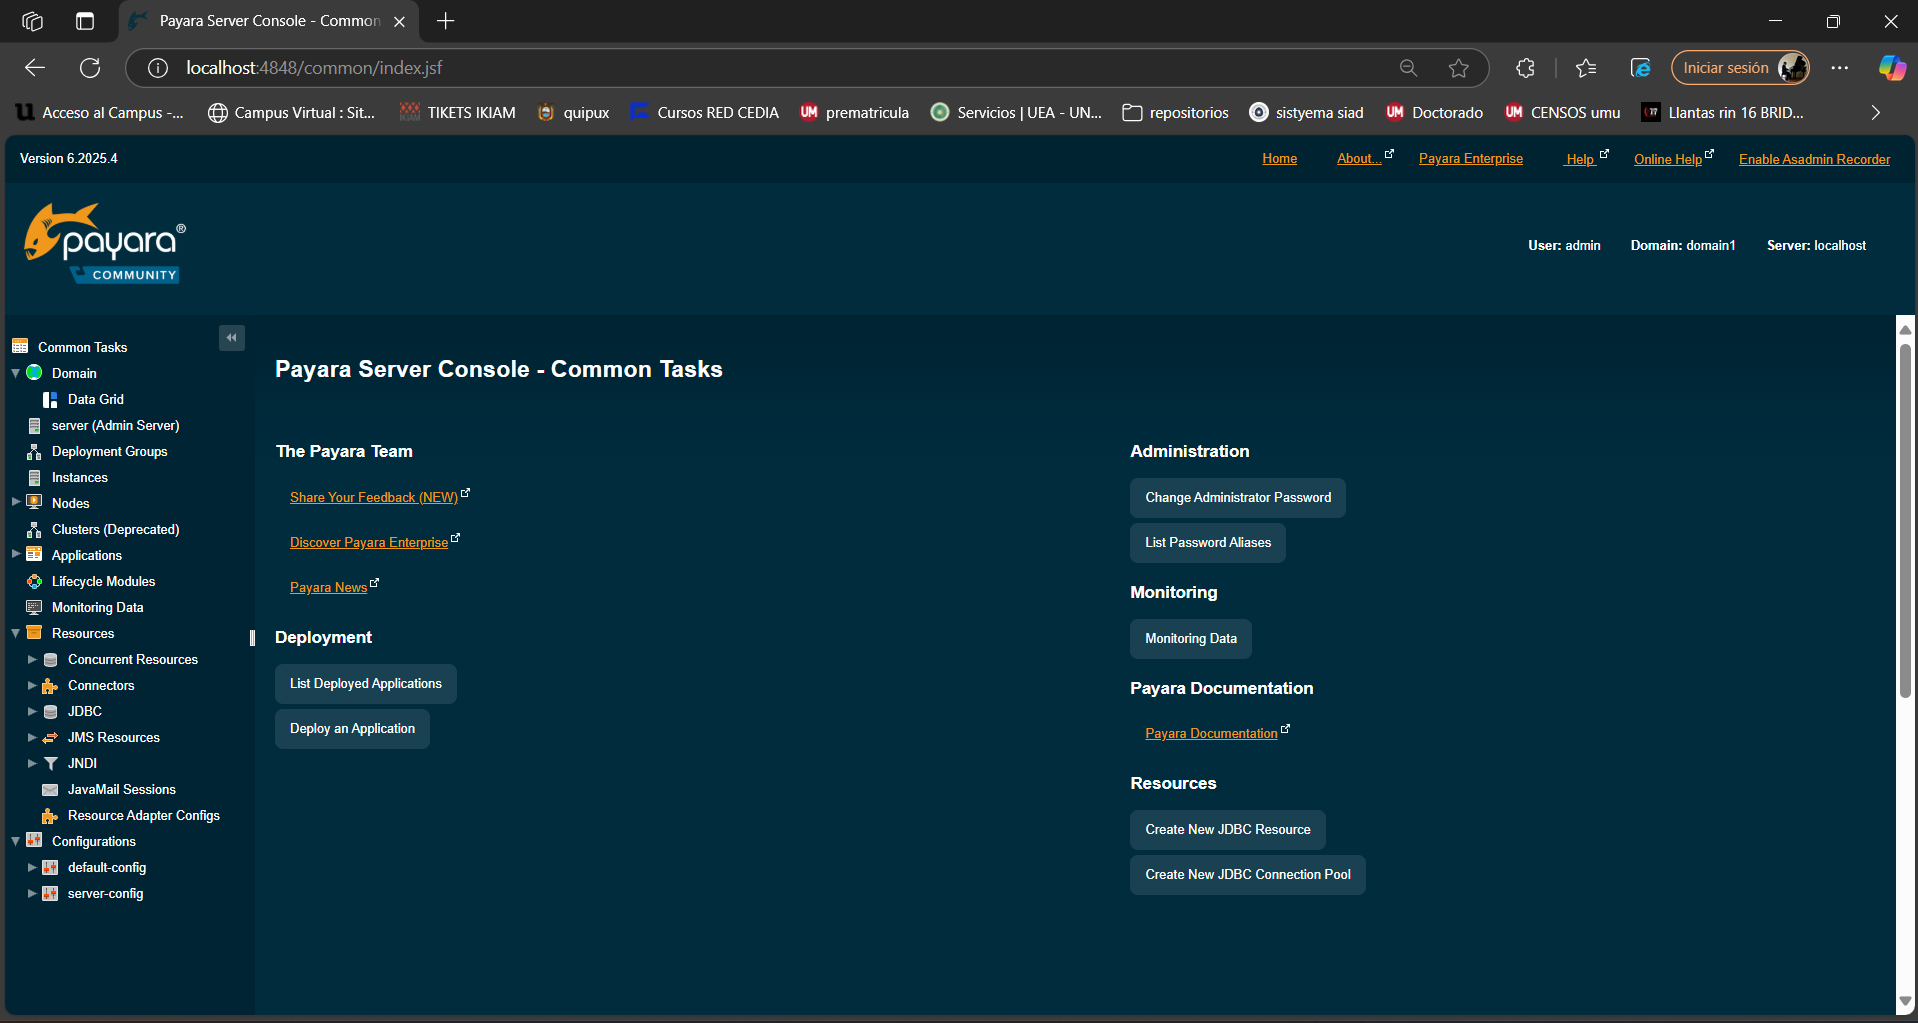 Payara Server Console - Common
localhost:4848/common/index.jsf
Iniciar sesión
Acceso al Campus -...
Campus Virtual : Sit...
TIKETS IKIAM
quipux
Cursos RED CEDIA
UM prematricula
Servicios | UEA - UN...
repositorios
sistyema siad
UM Doctorado
UM CENSOS umu
Llantas rin 16 BRID...
Version 6.2025.4
Home
About...
Payara Enterprise
Help
Online Help
Enable Asadmin Recorder
payara®
COMMUNITY
User: admin
Domain: domain1
Server: localhost
Common Tasks
Domain
Data Grid
server (Admin Server)
Deployment Groups
Instances
Nodes
Clusters (Deprecated)
Applications
Lifecycle Modules
Monitoring Data
Resources
Concurrent Resources
Connectors
JDBC
JMS Resources
JNDI
JavaMail Sessions
Resource Adapter Configs
Configurations
default-config
server-config
Payara Server Console - Common Tasks
The Payara Team
Share Your Feedback (NEW)
Discover Payara Enterprise
Payara News
Deployment
List Deployed Applications
Deploy an Application
Administration
Change Administrator Password
List Password Aliases
Monitoring
Monitoring Data
Payara Documentation
Payara Documentation
Resources
Create New JDBC Resource
Create New JDBC Connection Pool